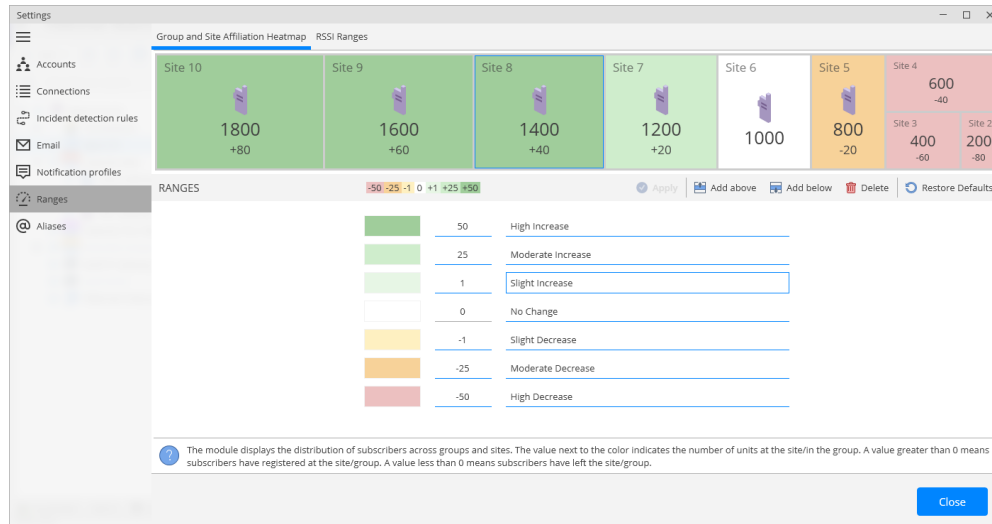 Settings
Accounts
Connections
Incident detection rules
Email
Notification profiles
Ranges
Aliases
Group and Site Affiliation Heatmap RSSI Ranges
Site 10
1800
+80
Site 9
1600
+60
Site 8
1400
+40
Site 7
1200
+20
Site 6
1000
Site 5
800
-20
Site 4
600
-40
Site 3
400
-60
Site 2
200
-80
RANGES -50 -25 -1 0 +1 +25 +50 Apply Add above Add below Delete Restore Defaults
50 High Increase
25 Moderate Increase
1 Slight Increase
0 No Change
-1 Slight Decrease
-25 Moderate Decrease
-50 High Decrease
? The module displays the distribution of subscribers across groups and sites. The value next to the color indicates the number of units at the site/in the group. A value greater than 0 means
subscribers have registered at the site/group. A value less than 0 means subscribers have left the site/group.
Close